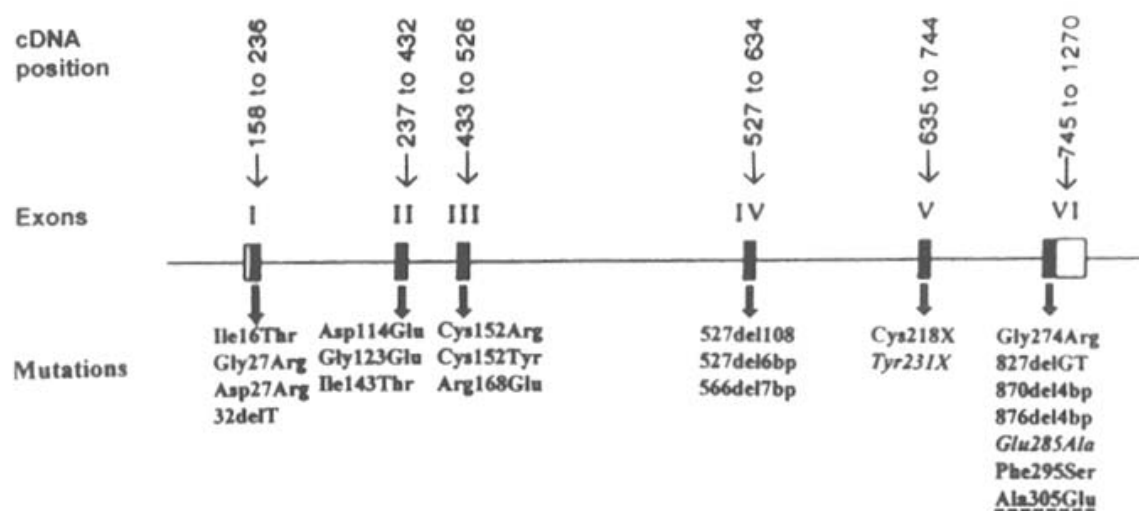 cDNA position
158 to 236
237 to 432
433 to 526
527 to 634
635 to 744
745 to 1270
Exons I II III IV V VI
Mutations
Ile16Thr
Gly27Arg
Asp27Arg
32delT
Asp114Glu
Gly123Glu
Ile143Thr
Cys152Arg
Cys152Tyr
Arg168Glu
527del108
527del6bp
566del7bp
Cys218X
Tyr231X
Gly274Arg
827delGT
870del4bp
876del4bp
Glu285Ala
Phe295Ser
Ala305Glu